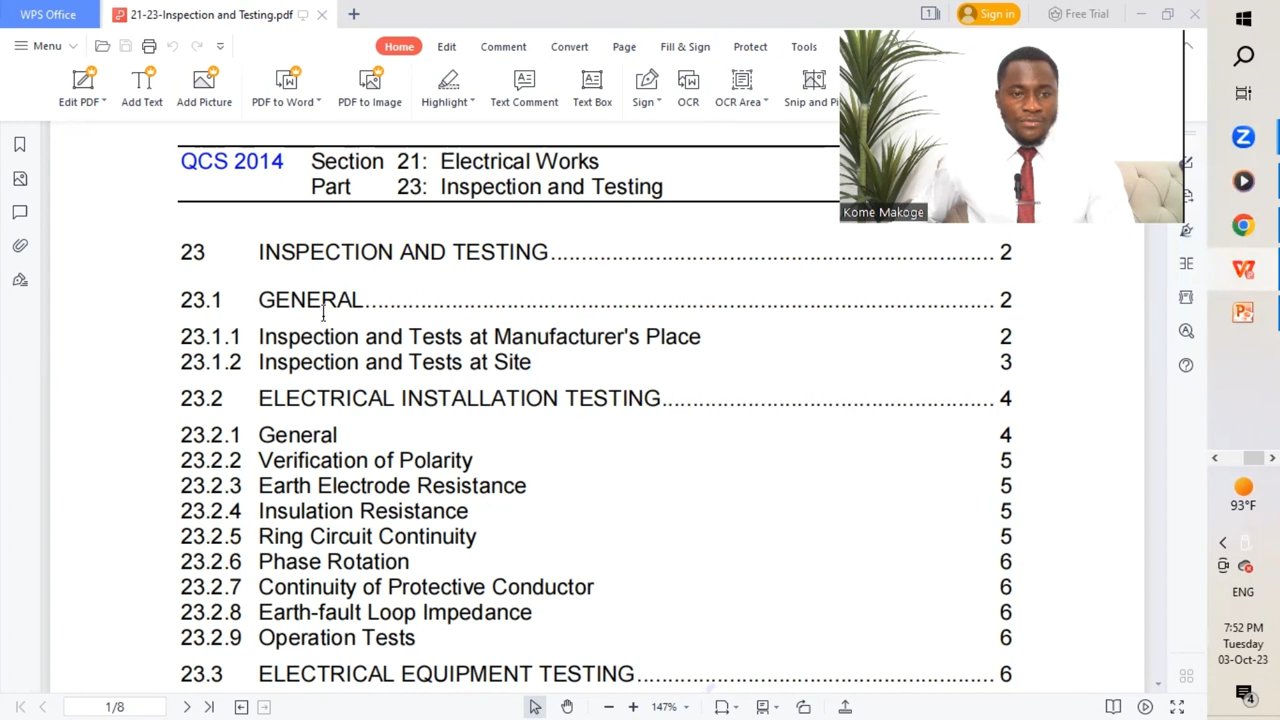 WPS Office
21-23-Inspection and Testing.pdf
Sign in
Free Trial
Menu
Home Edit Comment Convert Page Fill & Sign Protect Tools
Edit PDF Add Text Add Picture PDF to Word PDF to Image Highlight Text Comment Text Box Sign OCR OCR Area Snip and Pi
Kome Makoge
QCS 2014 Section 21: Electrical Works
Part 23: Inspection and Testing
23 INSPECTION AND TESTING........................................................................ 2
23.1 GENERAL.................................................................................................... 2
23.1.1 Inspection and Tests at Manufacturer's Place 2
23.1.2 Inspection and Tests at Site 3
23.2 ELECTRICAL INSTALLATION TESTING...................................................... 4
23.2.1 General 4
23.2.2 Verification of Polarity 5
23.2.3 Earth Electrode Resistance 5
23.2.4 Insulation Resistance 5
23.2.5 Ring Circuit Continuity 5
23.2.6 Phase Rotation 6
23.2.7 Continuity of Protective Conductor 6
23.2.8 Earth-fault Loop Impedance 6
23.2.9 Operation Tests 6
23.3 ELECTRICAL EQUIPMENT TESTING.......................................................... 6
1/8
147%
93°F
ENG
7:52 PM
Tuesday
03-Oct-23
4